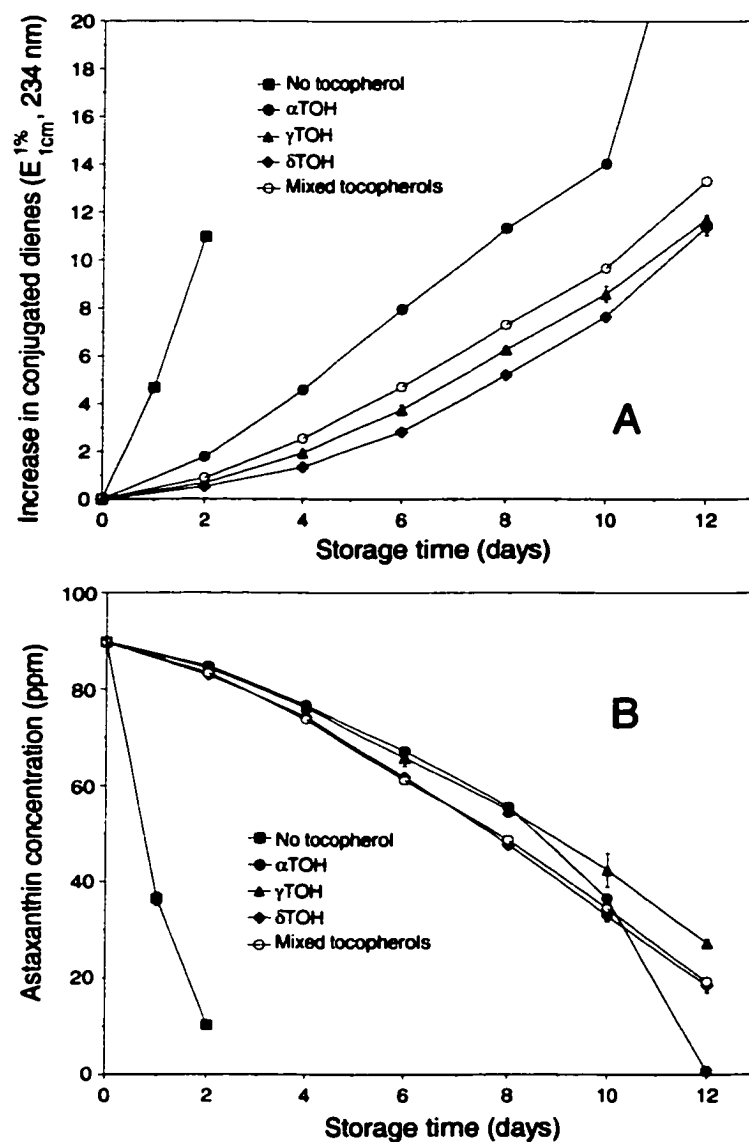 Increase in conjugated dienes (E 1% 1cm, 234 nm)
20
18
16
14
12
10
8
6
4
2
0
No tocopherol
αTOH
γTOH
δTOH
Mixed tocopherols
A
0 2 4 6 8 10 12
Storage time (days)
Astaxanthin concentration (ppm)
100
80
60
40
20
0
B
No tocopherol
αTOH
γTOH
δTOH
Mixed tocopherols
0 2 4 6 8 10 12
Storage time (days)